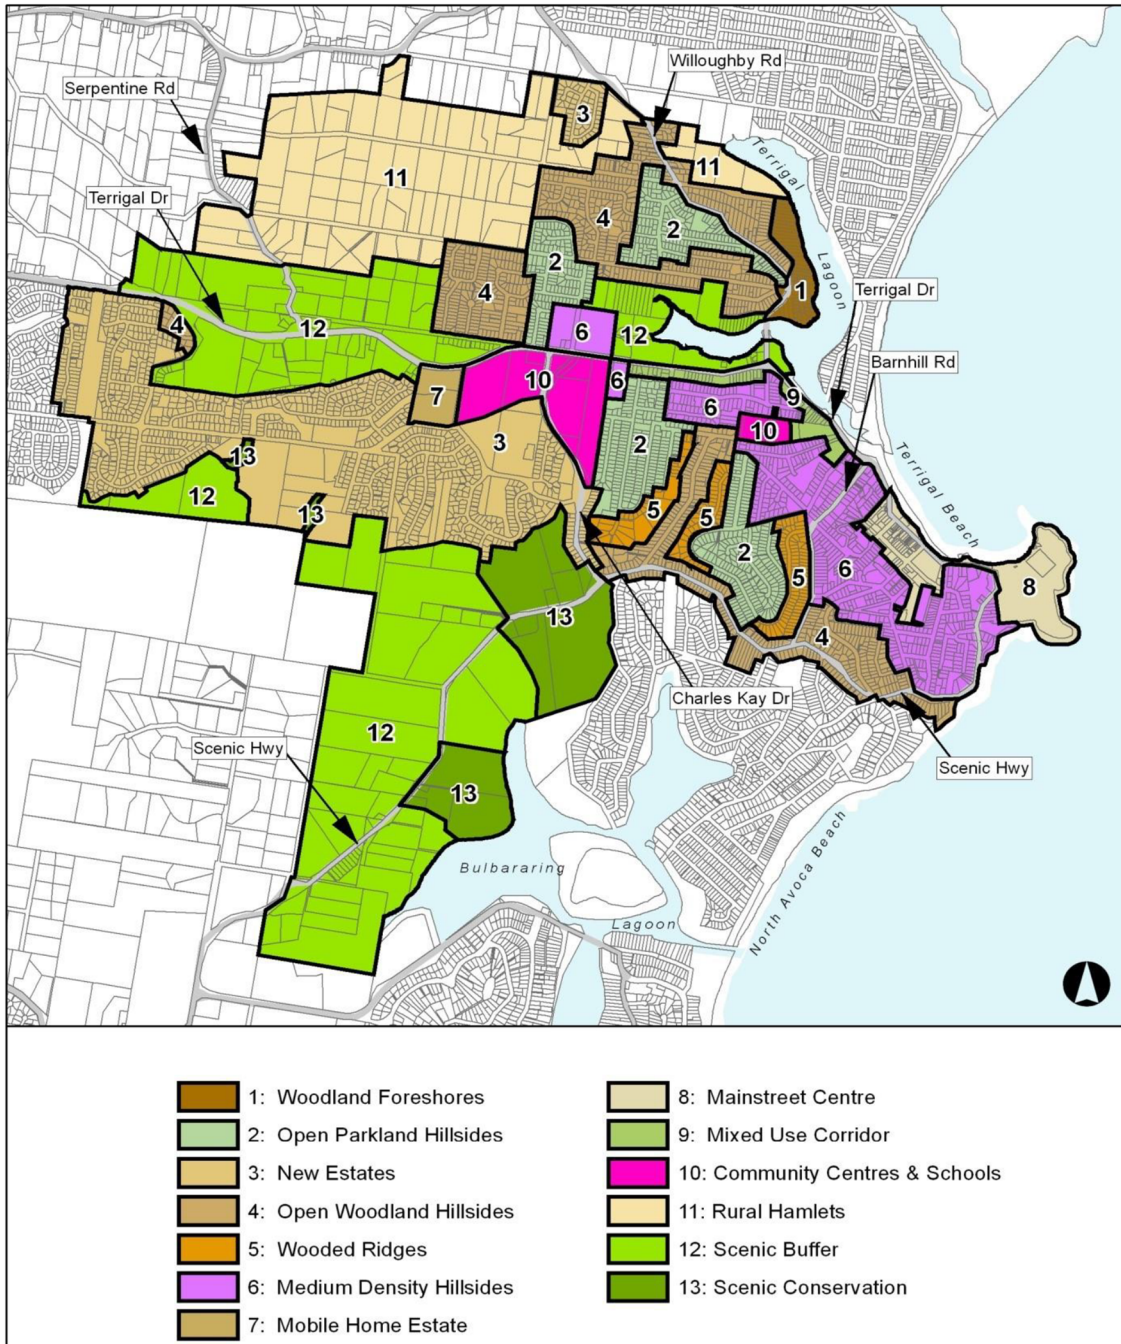 Willoughby Rd
Serpentine Rd
3
Terrigal
11
11
Terrigal Dr
4
2
2
Lagoon
1
Terrigal Dr
4
12
6
12
4
Barnhill Rd
10
6
7
9
6
10
3
2
13
Terrigal Beach
12
13
5
5
2
5
6
8
13
4
Charles Kay Dr
12
Scenic Hwy
Scenic Hwy
13
Bulbararing
Lagoon
North Avoca Beach
1: Woodland Foreshores
2: Open Parkland Hillsides
3: New Estates
4: Open Woodland Hillsides
5: Wooded Ridges
6: Medium Density Hillsides
7: Mobile Home Estate
8: Mainstreet Centre
9: Mixed Use Corridor
10: Community Centres & Schools
11: Rural Hamlets
12: Scenic Buffer
13: Scenic Conservation